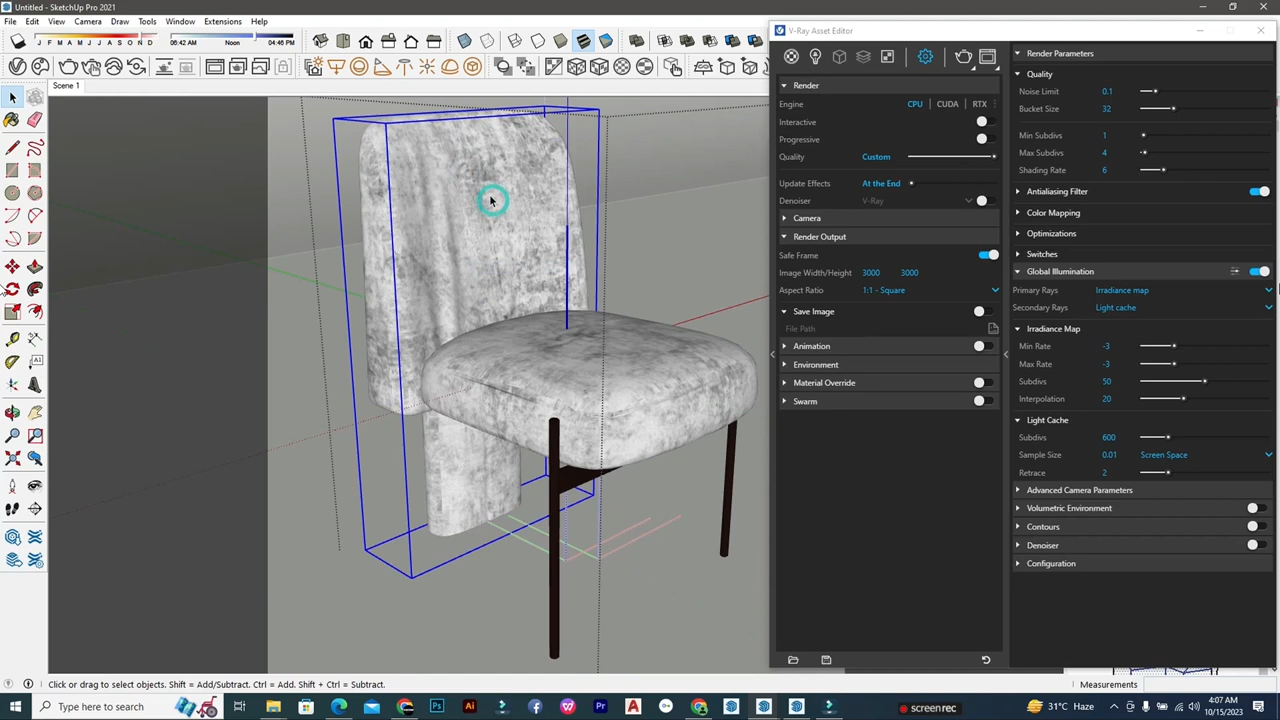 Untitled - SketchUp Pro 2021
File Edit View Camera Draw Tools Window Extensions Help
J F M A M J J A S O N D
06:42 AM Noon 04:46 PM
Scene 1
V-Ray Asset Editor
Render
Engine CPU CUDA RTX
Interactive
Progressive
Quality Custom
Update Effects At the End
Denoiser V-Ray
Camera
Render Output
Safe Frame
Image Width/Height 3000 3000
Aspect Ratio 1:1 - Square
Save Image
File Path
Animation
Environment
Material Override
Swarm
Render Parameters
Quality
Noise Limit 0.1
Bucket Size 32
Min Subdivs 1
Max Subdivs 4
Shading Rate 6
Antialiasing Filter
Color Mapping
Optimizations
Switches
Global Illumination
Primary Rays Irradiance map
Secondary Rays Light cache
Irradiance Map
Min Rate -3
Max Rate -3
Subdivs 50
Interpolation 20
Light Cache
Subdivs 600
Sample Size 0.01 Screen Space
Retrace 2
Advanced Camera Parameters
Volumetric Environment
Contours
Denoiser
Configuration
Click or drag to select objects. Shift = Add/Subtract. Ctrl = Add. Shift + Ctrl = Subtract.
Measurements
Type here to search
screenrec
31°C Haze
4:07 AM
10/15/2023